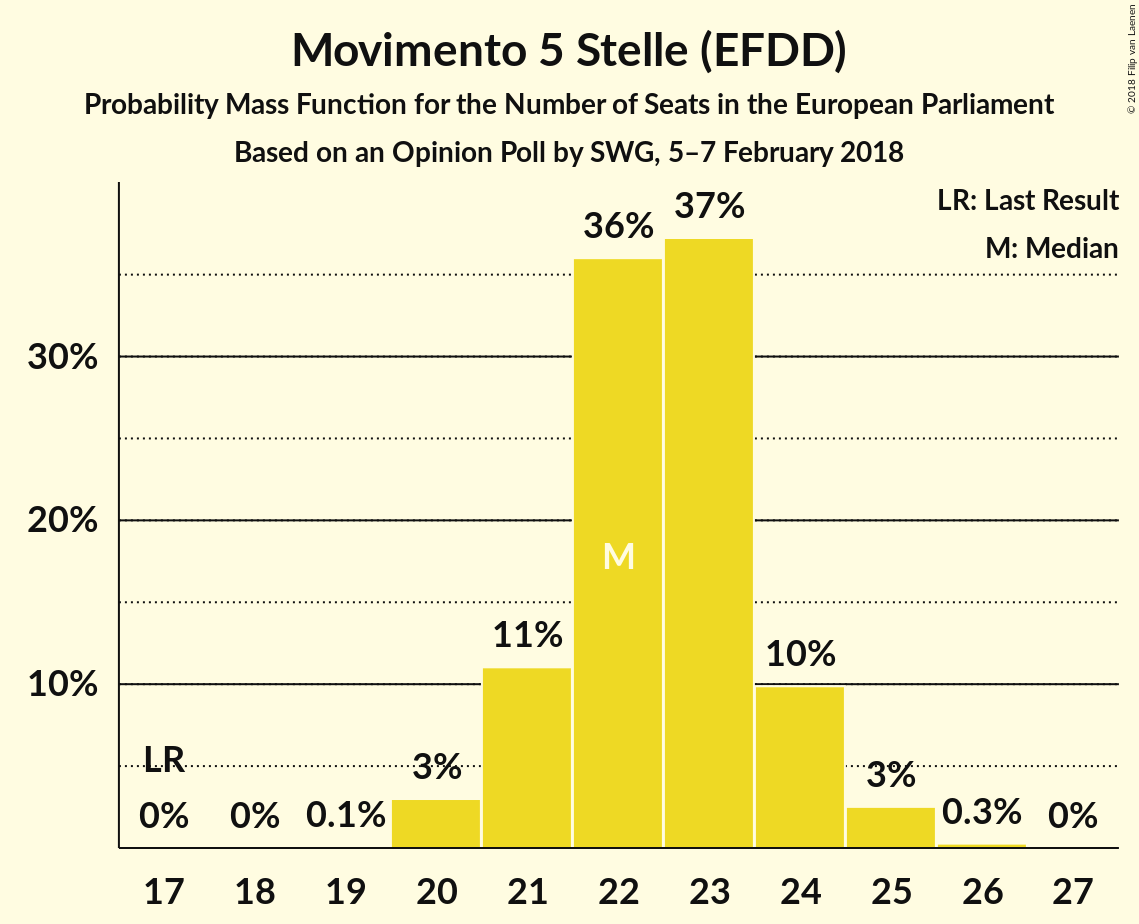 Movimento 5 Stelle (EFDD)
Probability Mass Function for the Number of Seats in the European Parliament
Based on an Opinion Poll by SWG, 5–7 February 2018
© 2018 Filip van Laenen
LR: Last Result
M: Median
37%
36%
30%
20%
M
11%
10%
10%
LR
3%
3%
0%
0%
0.1%
0.3%
0%
17 18 19 20 21 22 23 24 25 26 27